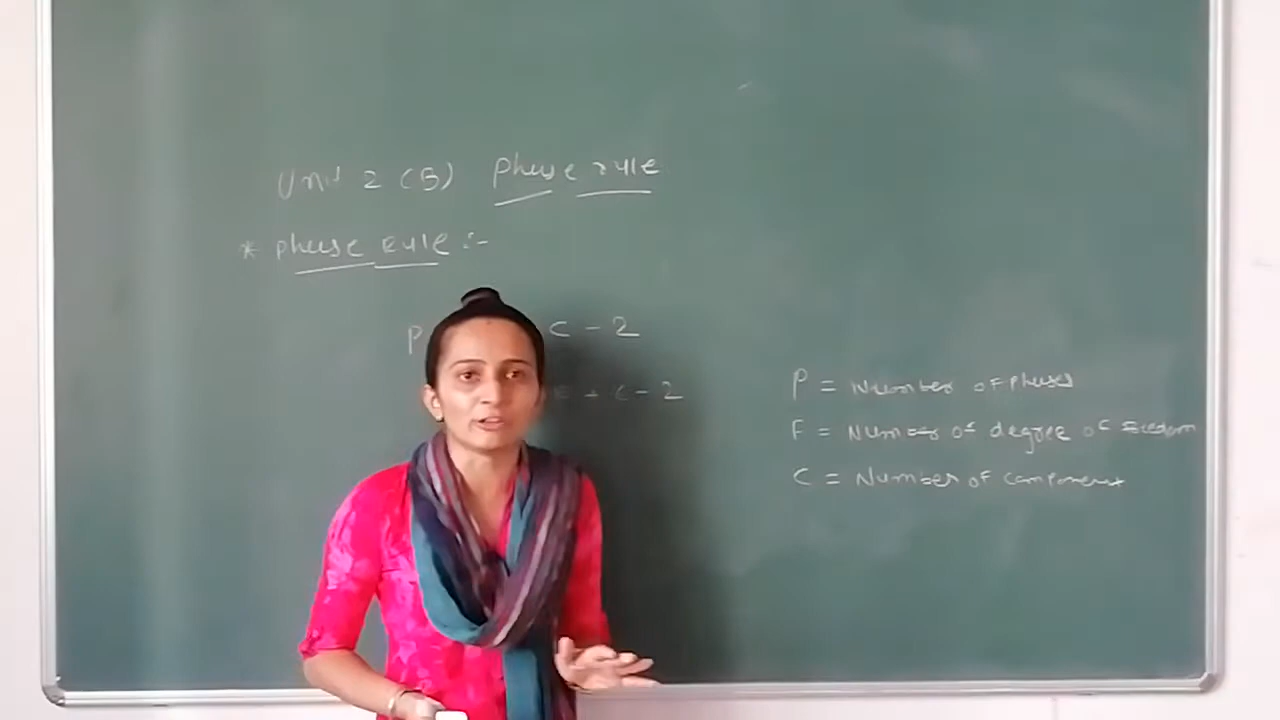 Unit 2 (B) Phase rule
* phase rule :-
P C - 2
+ C - 2
P = Number of Phases
F = Number of degree of freedom
C = Number of component